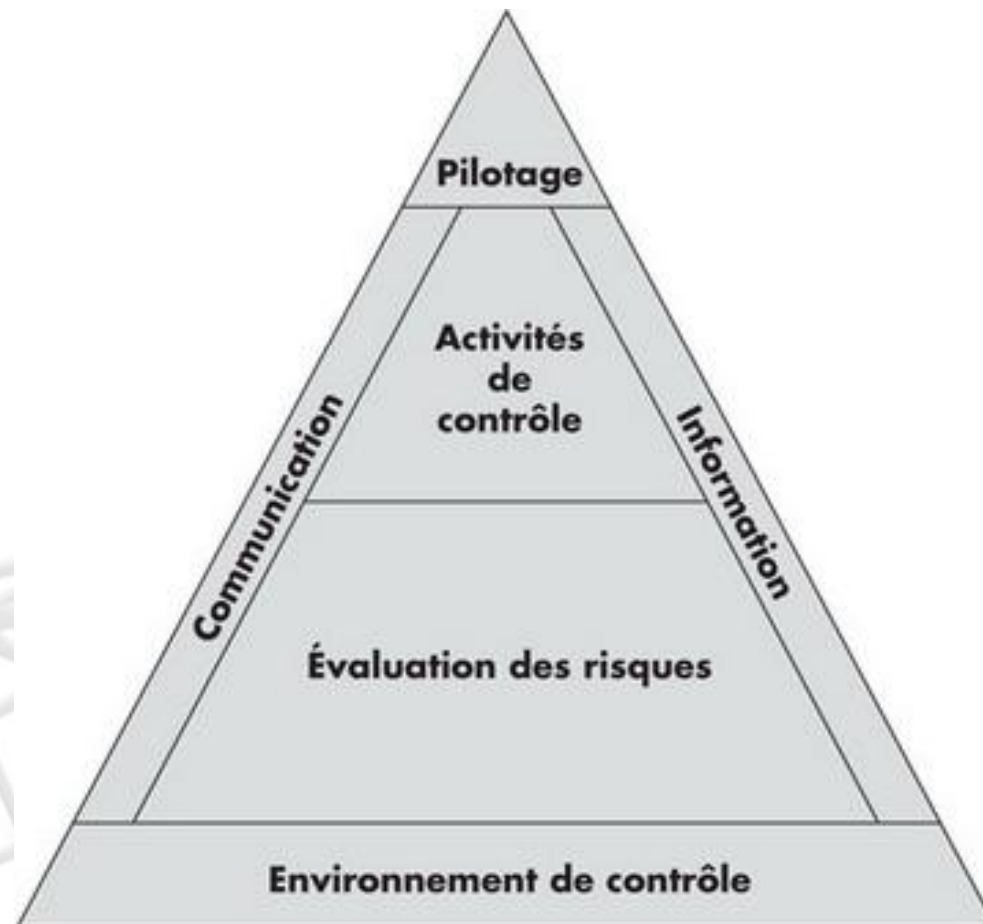 Pilotage
Activités
de
contrôle
Communication
Information
Évaluation des risques
Environnement de contrôle